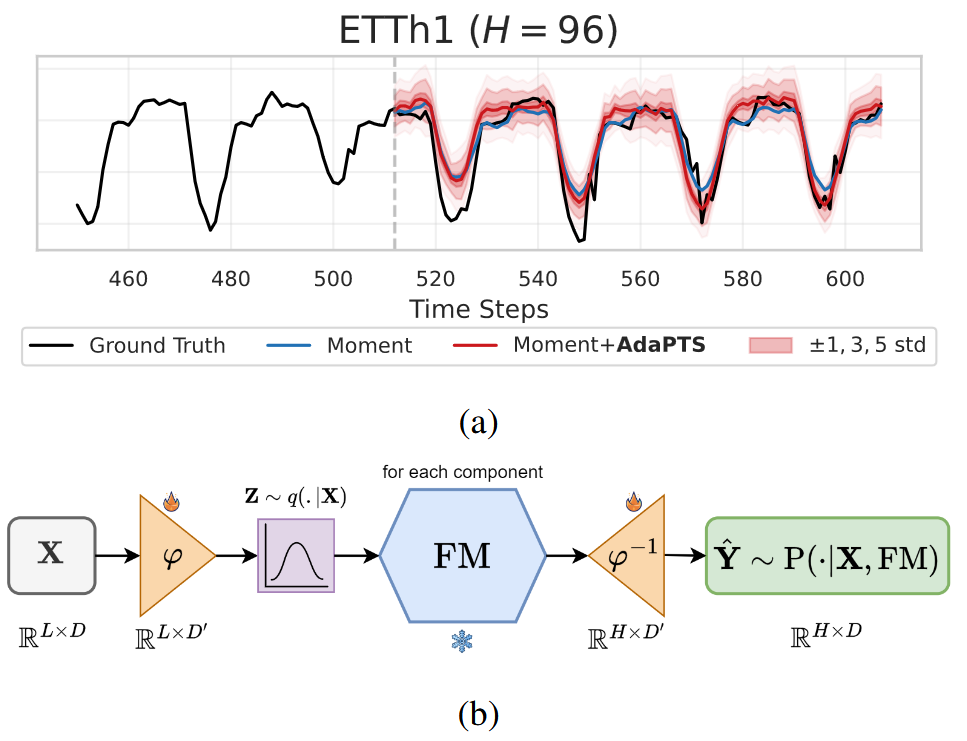 ETTh1 (H = 96)
460 480 500 520 540 560 580 600
Time Steps
Ground Truth Moment Moment+AdaPTS ±1, 3, 5 std
(a)
for each component
Z ∼ q(.|X)
X φ FM φ⁻¹ Ŷ ∼ P(·|X, FM)
ℝ^{L×D} ℝ^{L×D′} ℝ^{H×D′} ℝ^{H×D}
(b)